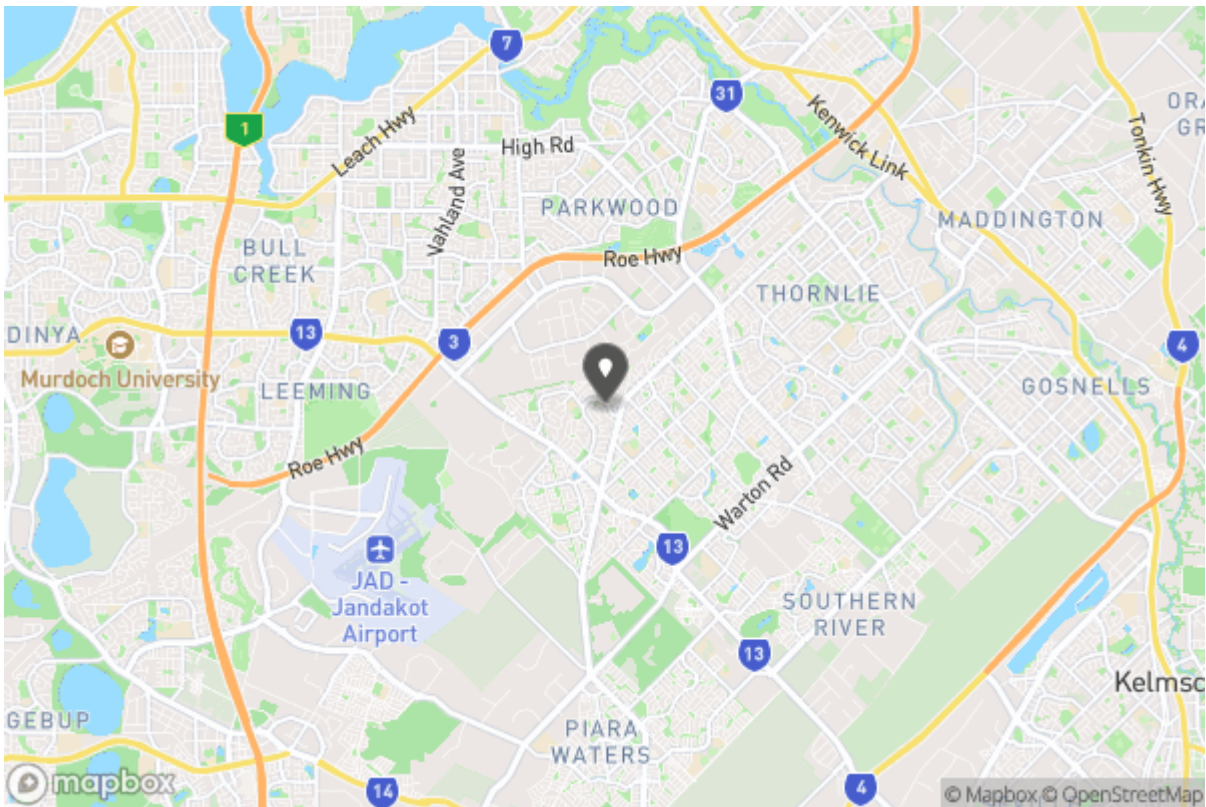 7
1
31
ORA
GR
Leach Hwy
High Rd
Kenwick Link
Tonkin Hwy
Vahland Ave
PARKWOOD
MADDINGTON
BULL
CREEK
Roe Hwy
THORNLIE
DINYA
13
3
4
Murdoch University
LEEMING
GOSNELLS
Roe Hwy
Warton Rd
13
JAD -
Jandakot
Airport
SOUTHERN
RIVER
13
Kelmsc
GEBUP
PIARA
WATERS
14
4
mapbox
© Mapbox © OpenStreetMap